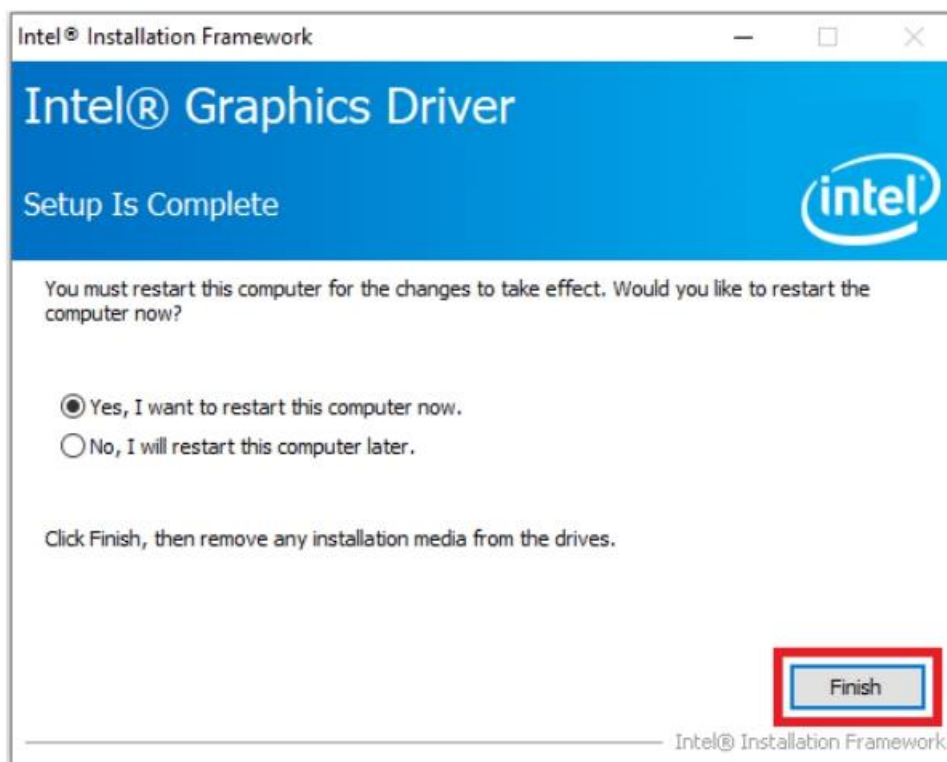 Intel® Installation Framework
Intel® Graphics Driver
Setup Is Complete
intel
You must restart this computer for the changes to take effect. Would you like to restart the
computer now?
Yes, I want to restart this computer now.
No, I will restart this computer later.
Click Finish, then remove any installation media from the drives.
Finish
Intel® Installation Framework